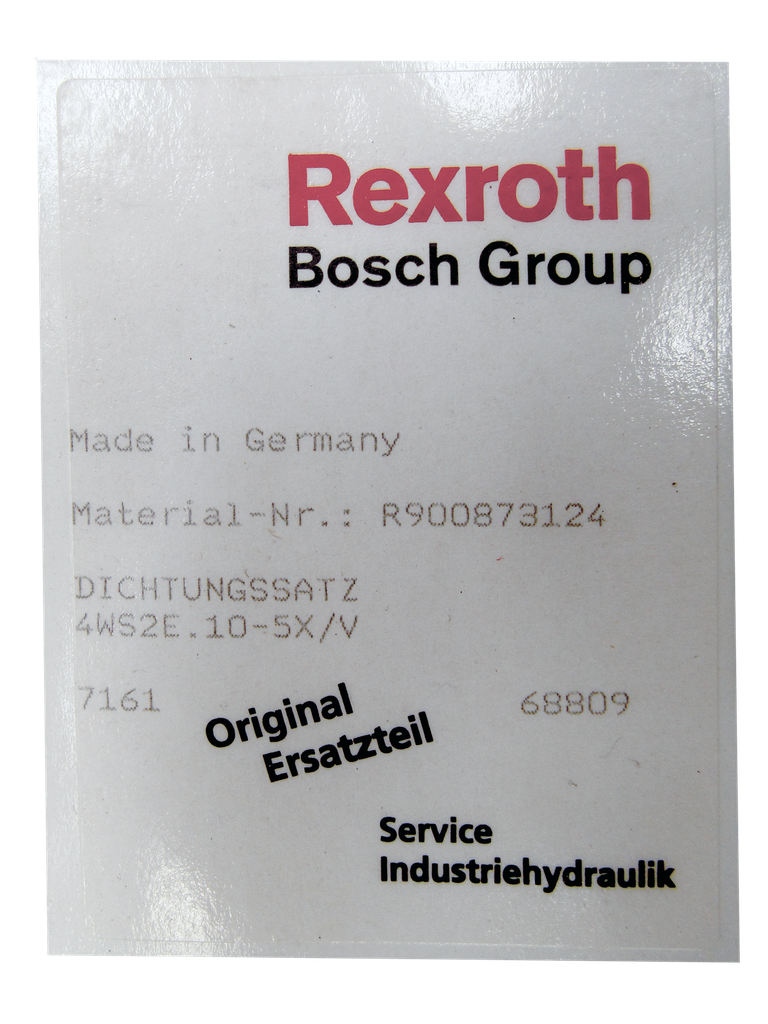 Rexroth
Bosch Group
Made in Germany
Material-Nr.: R900873124
DICHTUNGSSATZ
4WS2E.10-5X/V
7161 68809
Original
Ersatzteil
Service
Industriehydraulik